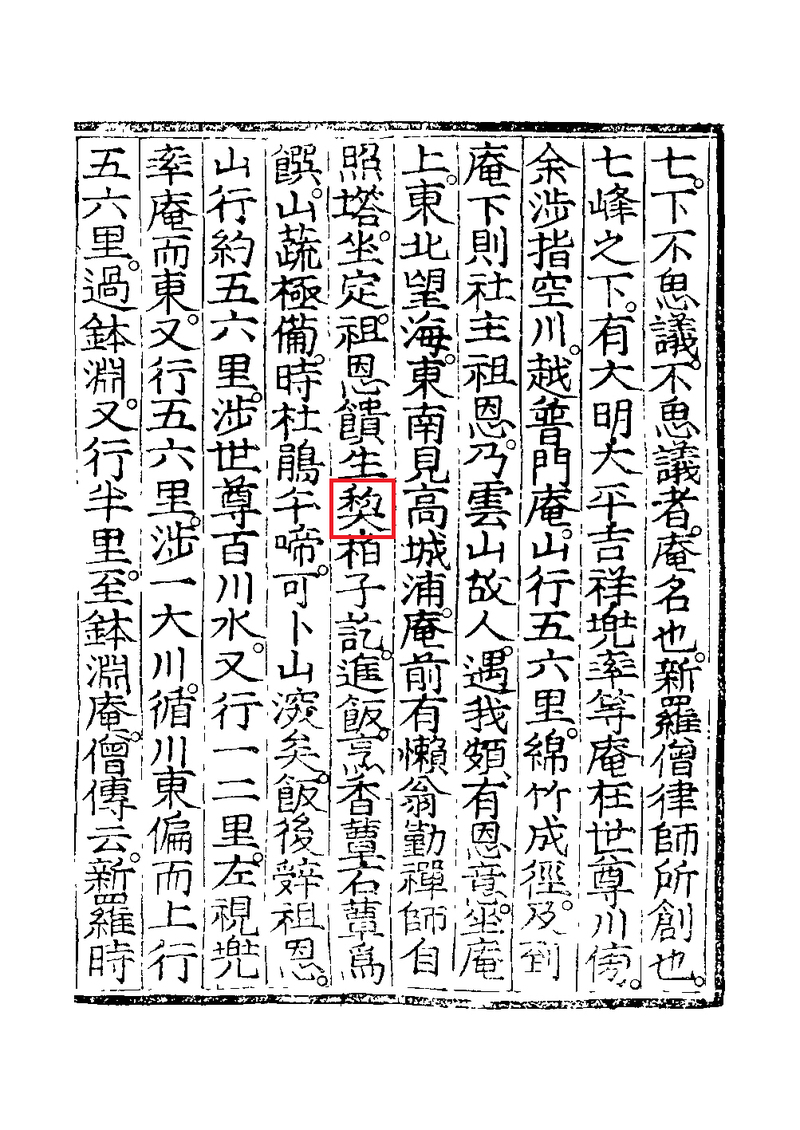 七。下不思議。不思議者。庵名也。新羅僧律師所創也。
七峰之下。有大明大平吉祥兜率等庵在世尊川傍。
余涉指空川。越普門庵。山行五六里。綿竹成徑。及到
庵下則社主祖恩。乃雲山故人。遇我頗有恩意。坐庵
上。東北望海。東南見高城浦。庵前有懶翁勤禪師自
照塔。坐定。祖恩饋生棃柏子訖。進飯。烹香蕈石蕈爲
饌。山蔬極備。時杜鵑午啼。可卜山深矣。飯後辭祖恩。
山行約五六里。涉世尊百川水。又行一二里。左視兜
率庵而東。又行五六里。涉一大川。循川東偏而上行
五六里。過鉢淵。又行半里。至鉢淵庵。僧傳云。新羅時